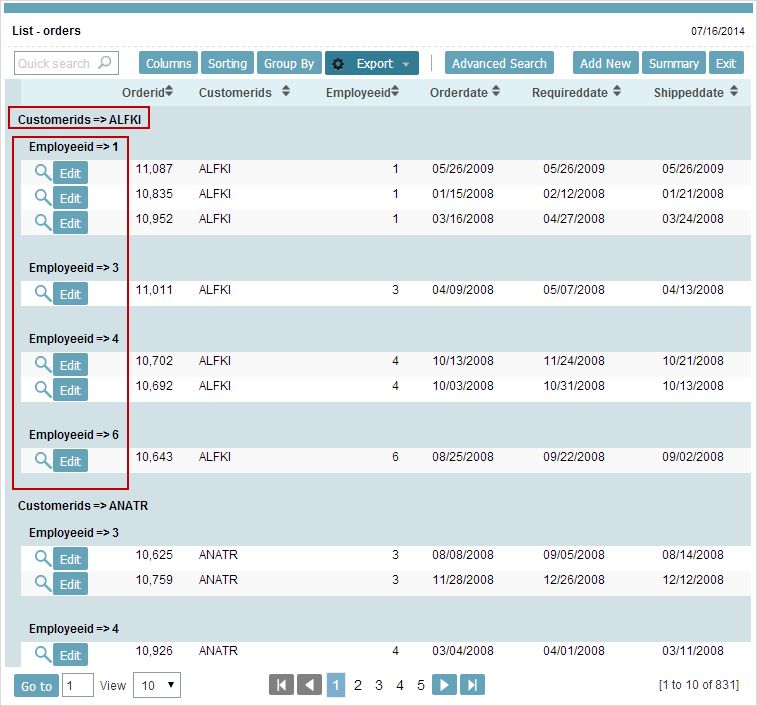 List - orders 07/16/2014
Quick search Columns Sorting Group By Export Advanced Search Add New Summary Exit
Orderid Customerids Employeeid Orderdate Requireddate Shippeddate
Customerids => ALFKI
Employeeid => 1
Edit 11,087 ALFKI 1 05/26/2009 05/26/2009 05/26/2009
Edit 10,835 ALFKI 1 01/15/2008 02/12/2008 01/21/2008
Edit 10,952 ALFKI 1 03/16/2008 04/27/2008 03/24/2008
Employeeid => 3
Edit 11,011 ALFKI 3 04/09/2008 05/07/2008 04/13/2008
Employeeid => 4
Edit 10,702 ALFKI 4 10/13/2008 11/24/2008 10/21/2008
Edit 10,692 ALFKI 4 10/03/2008 10/31/2008 10/13/2008
Employeeid => 6
Edit 10,643 ALFKI 6 08/25/2008 09/22/2008 09/02/2008
Customerids => ANATR
Employeeid => 3
Edit 10,625 ANATR 3 08/08/2008 09/05/2008 08/14/2008
Edit 10,759 ANATR 3 11/28/2008 12/26/2008 12/12/2008
Employeeid => 4
Edit 10,926 ANATR 4 03/04/2008 04/01/2008 03/11/2008
Go to 1 View 10 1 2 3 4 5 [1 to 10 of 831]